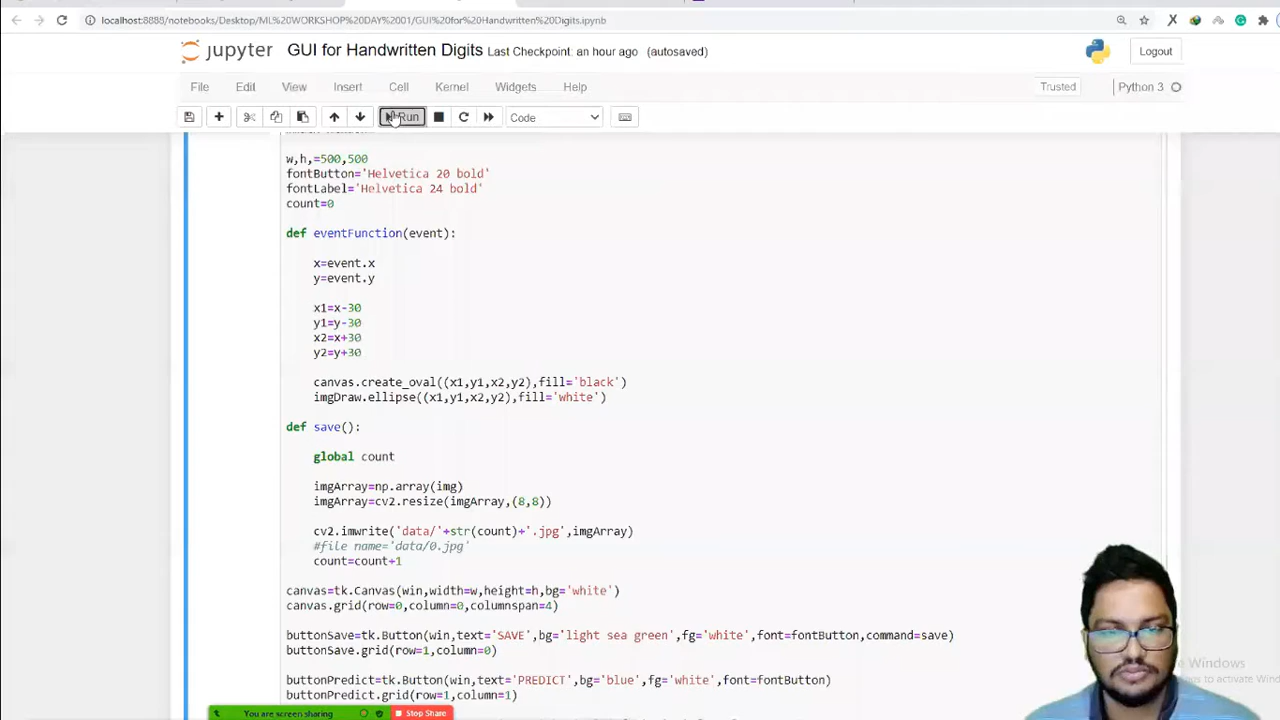 localhost:8888/notebooks/Desktop/ML%20WORKSHOP%20DAY%2001/GUI%20for%20Handwritten%20Digits.ipynb
jupyter GUI for Handwritten Digits Last Checkpoint: an hour ago (autosaved) Logout
File Edit View Insert Cell Kernel Widgets Help Trusted Python 3
Run Code
w,h,=500,500
fontButton='Helvetica 20 bold'
fontLabel='Helvetica 24 bold'
count=0
def eventFunction(event):
x=event.x
y=event.y
x1=x-30
y1=y-30
x2=x+30
y2=y+30
canvas.create_oval((x1,y1,x2,y2),fill='black')
imgDraw.ellipse((x1,y1,x2,y2),fill='white')
def save():
global count
imgArray=np.array(img)
imgArray=cv2.resize(imgArray,(8,8))
cv2.imwrite('data/'+str(count)+'.jpg',imgArray)
#file name='data/0.jpg'
count=count+1
canvas=tk.Canvas(win,width=w,height=h,bg='white')
canvas.grid(row=0,column=0,columnspan=4)
buttonSave=tk.Button(win,text='SAVE',bg='light sea green',fg='white',font=fontButton,command=save)
buttonSave.grid(row=1,column=0)
buttonPredict=tk.Button(win,text='PREDICT',bg='blue',fg='white',font=fontButton)
buttonPredict.grid(row=1,column=1)
Windows
to activate Wind
You are screen sharing Stop Share